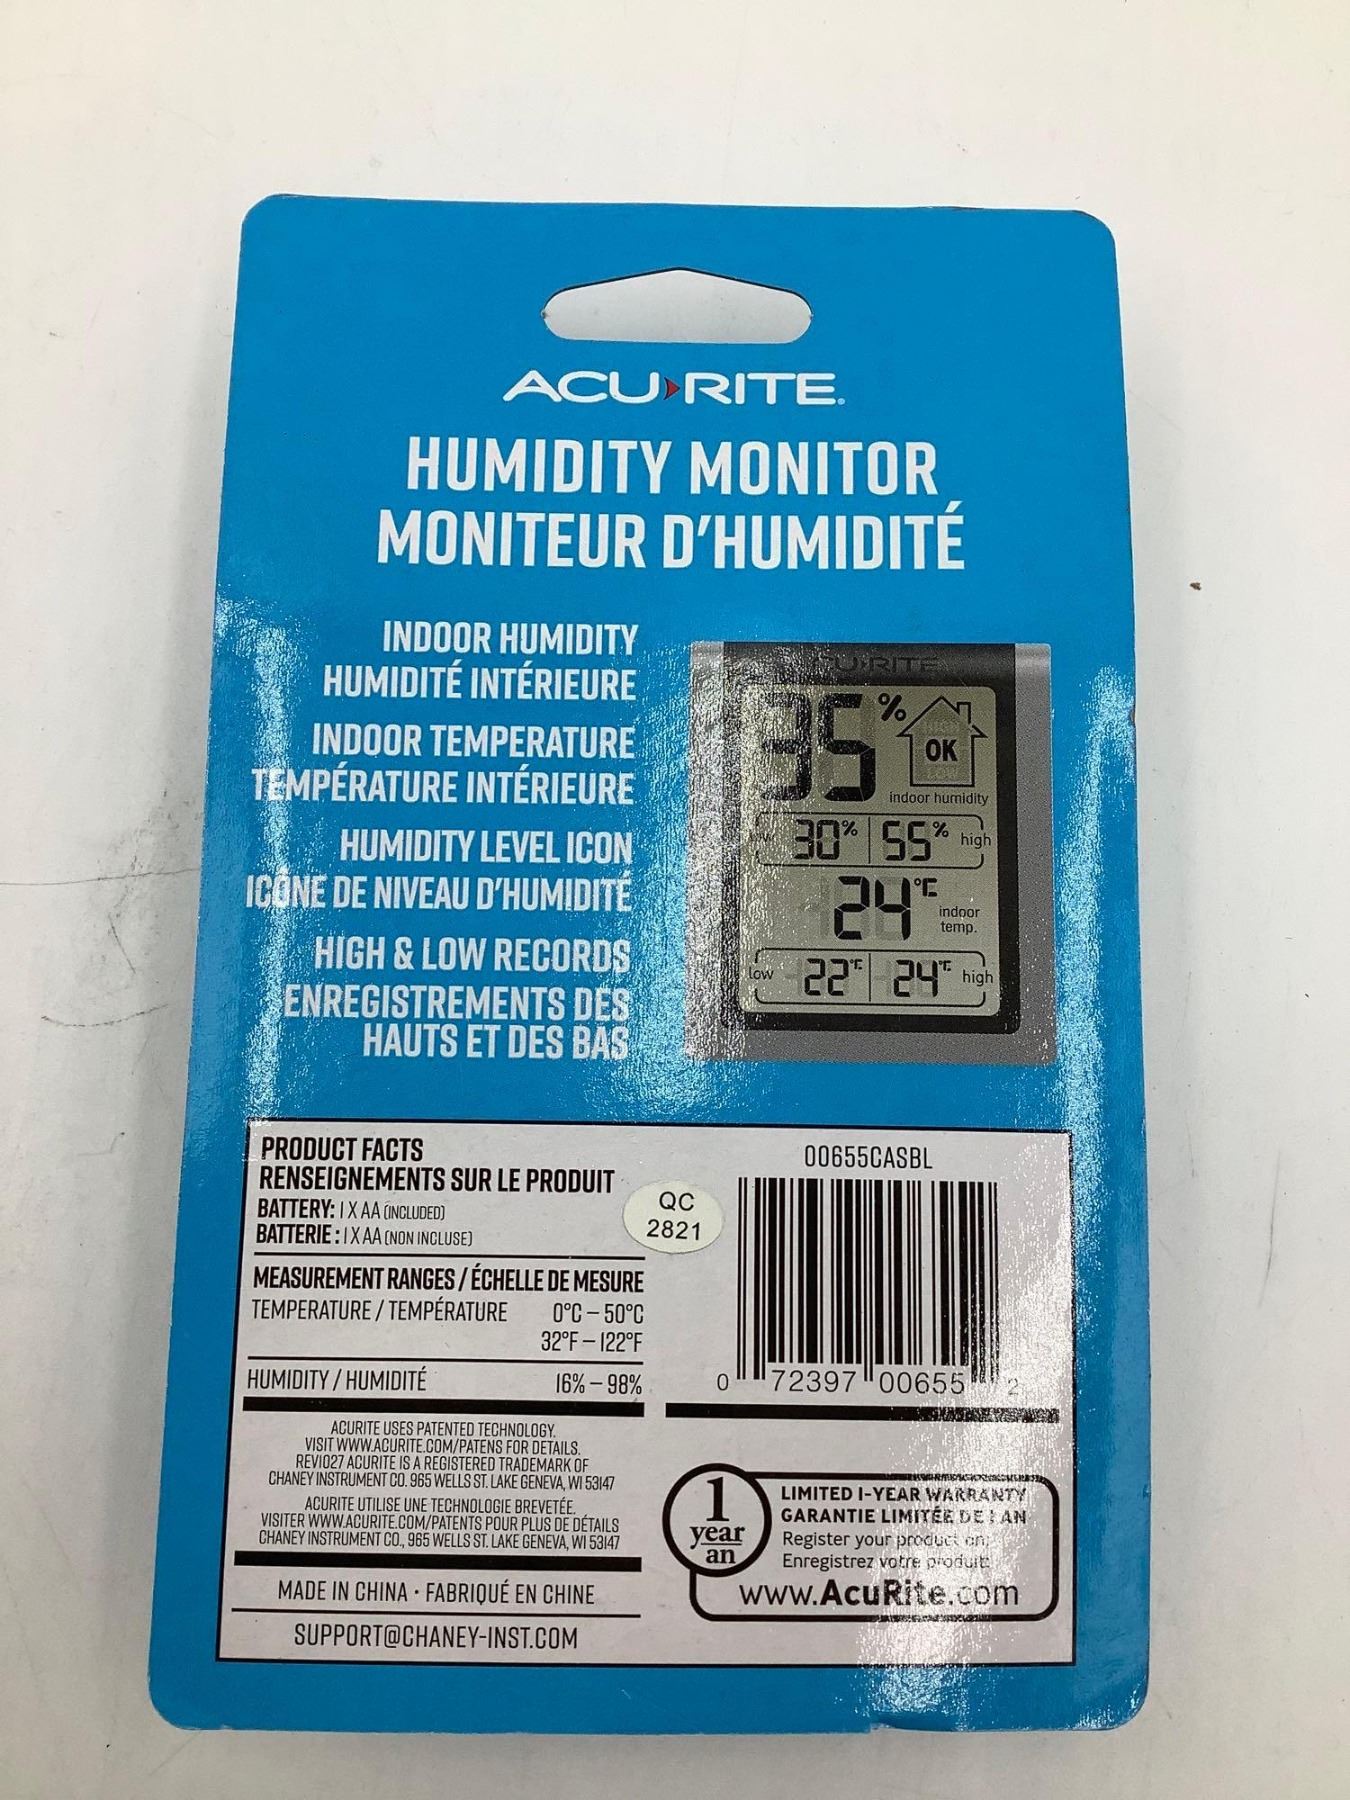 ACU RITE®
HUMIDITY MONITOR
MONITEUR D'HUMIDITÉ
INDOOR HUMIDITY
HUMIDITÉ INTÉRIEURE
INDOOR TEMPERATURE
TEMPÉRATURE INTÉRIEURE
HUMIDITY LEVEL ICON
ICÔNE DE NIVEAU D'HUMIDITÉ
HIGH & LOW RECORDS
ENREGISTREMENTS DES
HAUTS ET DES BAS
35%
OK
indoor humidity
30% 55% high
24°C
indoor
temp.
low 22°C 24°C high
PRODUCT FACTS
RENSEIGNEMENTS SUR LE PRODUIT
BATTERY: 1 X AA (INCLUDED)
BATTERIE : 1 X AA (NON INCLUSE)
QC
2821
MEASUREMENT RANGES / ÉCHELLE DE MESURE
TEMPERATURE / TEMPÉRATURE 0°C – 50°C
32°F – 122°F
HUMIDITY / HUMIDITÉ 16% – 98%
ACURITE USES PATENTED TECHNOLOGY.
VISIT WWW.ACURITE.COM/PATENS FOR DETAILS.
REV1027 ACURITE IS A REGISTERED TRADEMARK OF
CHANEY INSTRUMENT CO. 965 WELLS ST. LAKE GENEVA, WI 53147
ACURITE UTILISE UNE TECHNOLOGIE BREVETÉE.
VISITER WWW.ACURITE.COM/PATENTS POUR PLUS DE DÉTAILS
CHANEY INSTRUMENT CO., 965 WELLS ST. LAKE GENEVA, WI 53147
MADE IN CHINA · FABRIQUÉ EN CHINE
SUPPORT@CHANEY-INST.COM
00655CASBL
0 72397 00655 2
1
year
an
LIMITED 1-YEAR WARRANTY
GARANTIE LIMITÉE DE 1 AN
Register your product on:
Enregistrez votre produit:
www.AcuRite.com